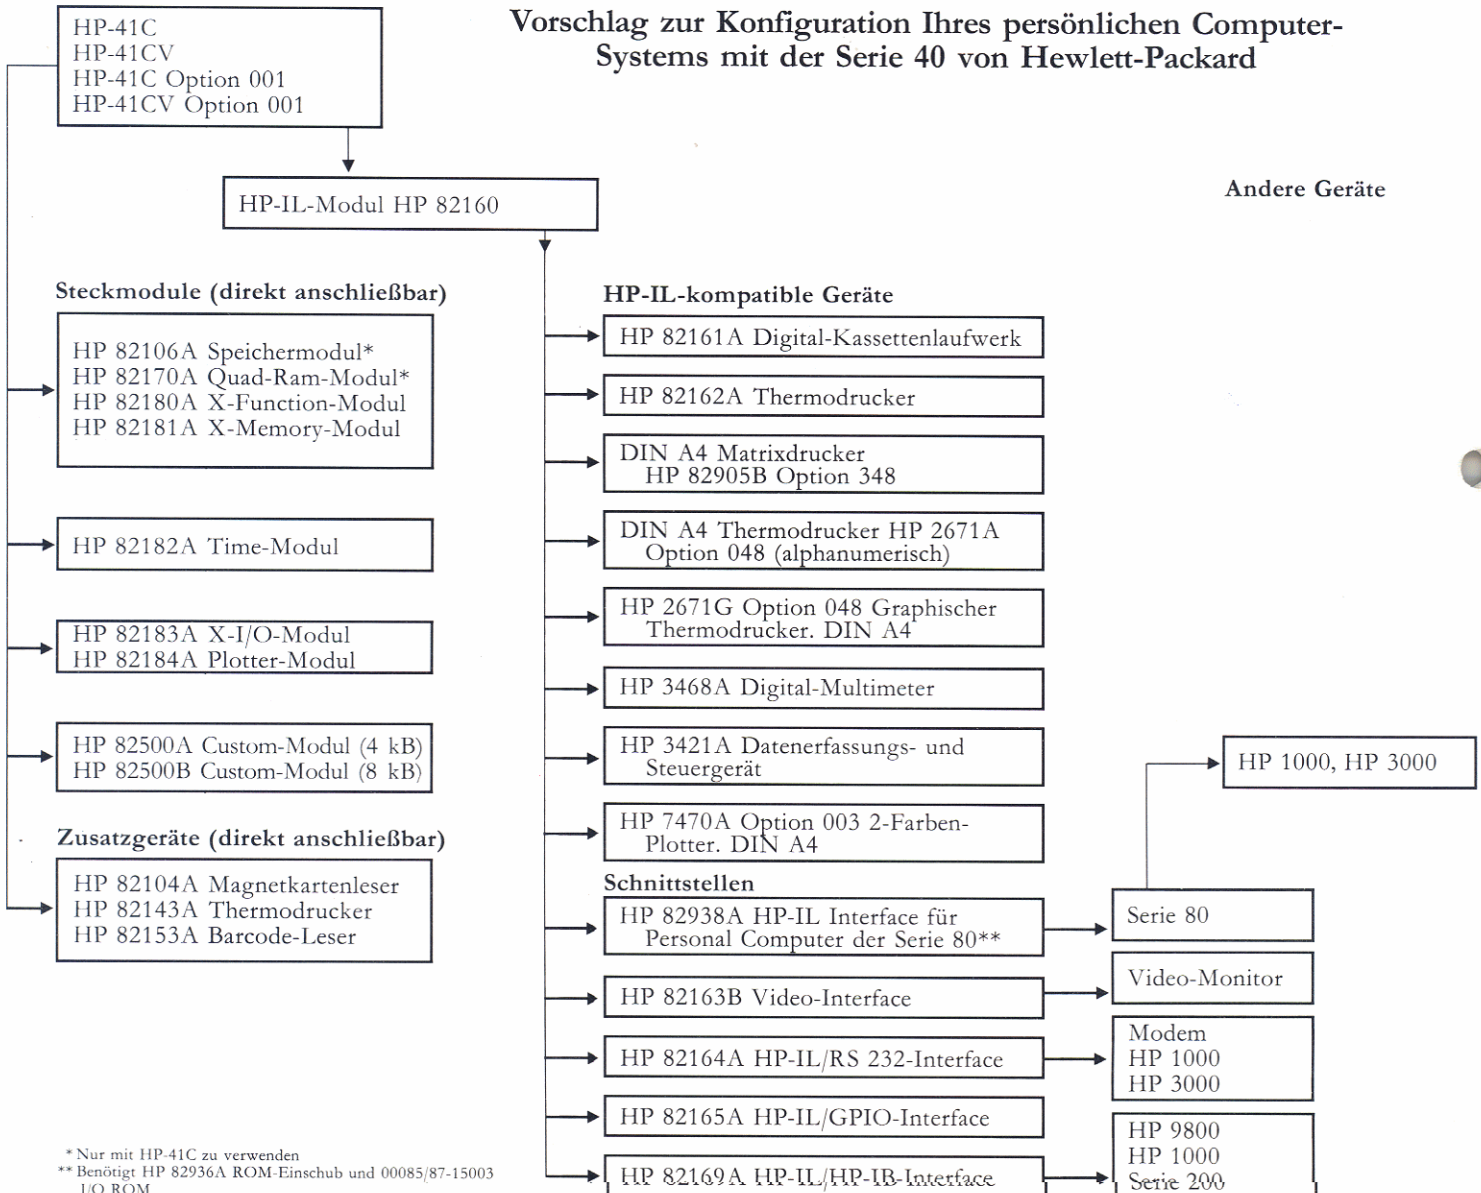 Vorschlag zur Konfiguration Ihres persönlichen Computer-
Systems mit der Serie 40 von Hewlett-Packard
HP-41C
HP-41CV
HP-41C Option 001
HP-41CV Option 001
HP-IL-Modul HP 82160
Andere Geräte
Steckmodule (direkt anschließbar)
HP 82106A Speichermodul*
HP 82170A Quad-Ram-Modul*
HP 82180A X-Function-Modul
HP 82181A X-Memory-Modul
HP 82182A Time-Modul
HP 82183A X-I/O-Modul
HP 82184A Plotter-Modul
HP 82500A Custom-Modul (4 kB)
HP 82500B Custom-Modul (8 kB)
Zusatzgeräte (direkt anschließbar)
HP 82104A Magnetkartenleser
HP 82143A Thermodrucker
HP 82153A Barcode-Leser
HP-IL-kompatible Geräte
HP 82161A Digital-Kassettenlaufwerk
HP 82162A Thermodrucker
DIN A4 Matrixdrucker
HP 82905B Option 348
DIN A4 Thermodrucker HP 2671A
Option 048 (alphanumerisch)
HP 2671G Option 048 Graphischer
Thermodrucker. DIN A4
HP 3468A Digital-Multimeter
HP 3421A Datenerfassungs- und
Steuergerät
HP 7470A Option 003 2-Farben-
Plotter. DIN A4
Schnittstellen
HP 82938A HP-IL Interface für
Personal Computer der Serie 80**
HP 82163B Video-Interface
HP 82164A HP-IL/RS 232-Interface
HP 82165A HP-IL/GPIO-Interface
HP 82169A HP-IL/HP-IB-Interface
HP 1000, HP 3000
Serie 80
Video-Monitor
Modem
HP 1000
HP 3000
HP 9800
HP 1000
Serie 200
* Nur mit HP-41C zu verwenden
** Benötigt HP 82936A ROM-Einschub und 00085/87-15003
I/O ROM